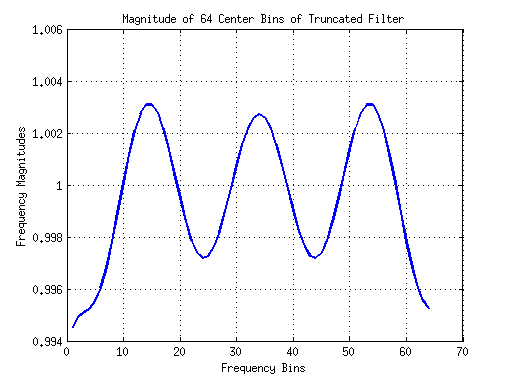 Magnitude of 64 Center Bins of Truncated Filter
1.006
1.004
1.002
1
0.998
0.996
0.994
Frequency Magnitudes
0 10 20 30 40 50 60 70
Frequency Bins